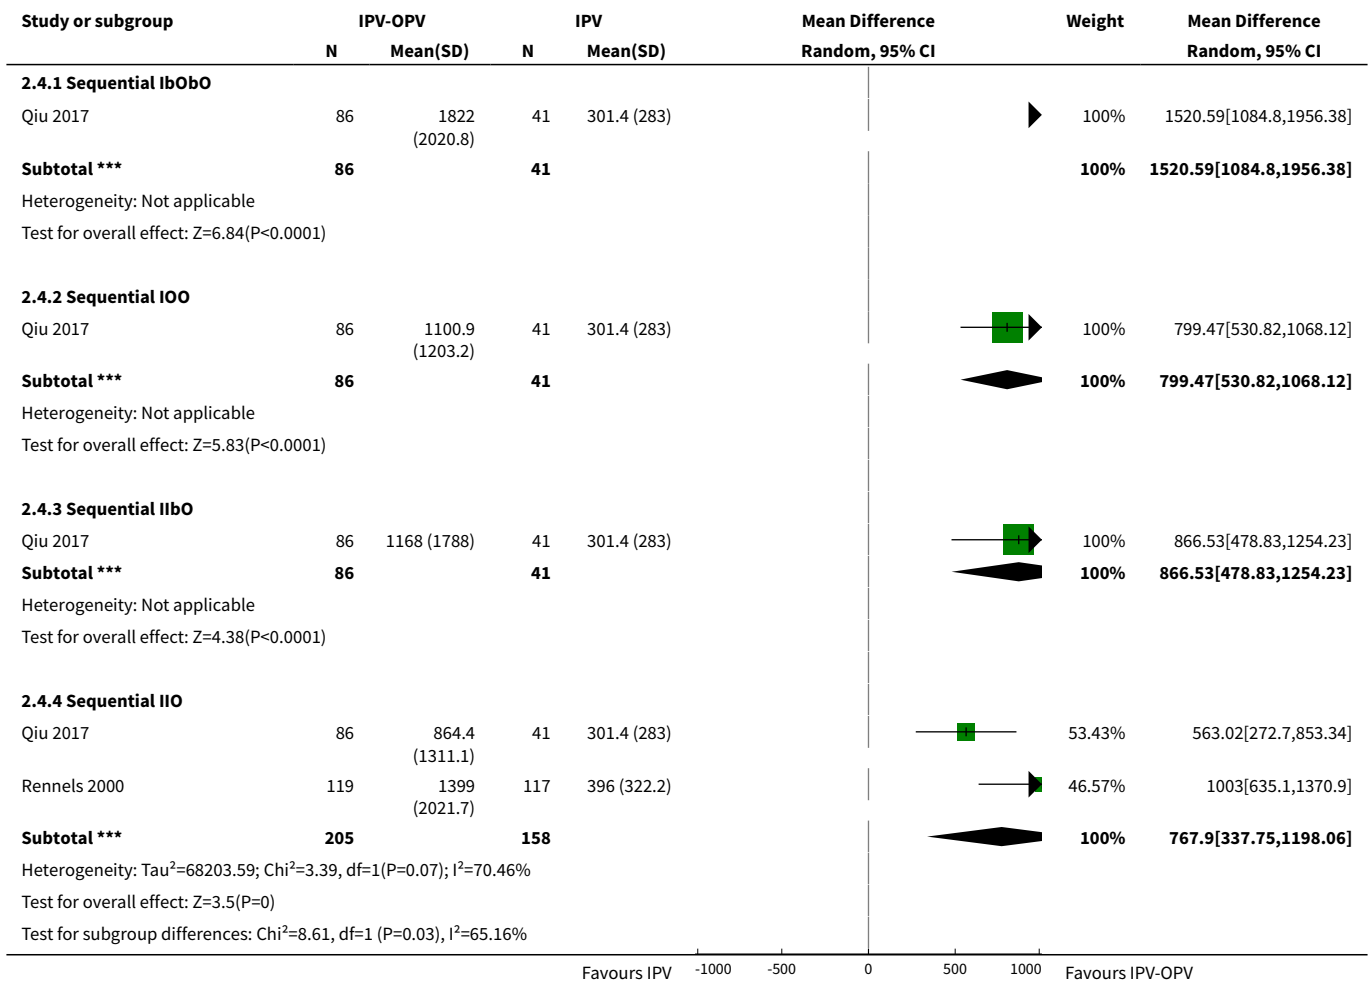 Study or subgroup IPV-OPV IPV Mean Difference Weight Mean Difference
N Mean(SD) N Mean(SD) Random, 95% CI Random, 95% CI
2.4.1 Sequential IbObO
Qiu 2017 86 1822 41 301.4 (283) 100% 1520.59[1084.8,1956.38]
(2020.8)
Subtotal *** 86 41 100% 1520.59[1084.8,1956.38]
Heterogeneity: Not applicable
Test for overall effect: Z=6.84(P<0.0001)
2.4.2 Sequential IOO
Qiu 2017 86 1100.9 41 301.4 (283) 100% 799.47[530.82,1068.12]
(1203.2)
Subtotal *** 86 41 100% 799.47[530.82,1068.12]
Heterogeneity: Not applicable
Test for overall effect: Z=5.83(P<0.0001)
2.4.3 Sequential IIbO
Qiu 2017 86 1168 (1788) 41 301.4 (283) 100% 866.53[478.83,1254.23]
Subtotal *** 86 41 100% 866.53[478.83,1254.23]
Heterogeneity: Not applicable
Test for overall effect: Z=4.38(P<0.0001)
2.4.4 Sequential IIO
Qiu 2017 86 864.4 41 301.4 (283) 53.43% 563.02[272.7,853.34]
(1311.1)
Rennels 2000 119 1399 117 396 (322.2) 46.57% 1003[635.1,1370.9]
(2021.7)
Subtotal *** 205 158 100% 767.9[337.75,1198.06]
Heterogeneity: Tau²=68203.59; Chi²=3.39, df=1(P=0.07); I²=70.46%
Test for overall effect: Z=3.5(P=0)
Test for subgroup differences: Chi²=8.61, df=1 (P=0.03), I²=65.16%
Favours IPV -1000 -500 0 500 1000 Favours IPV-OPV